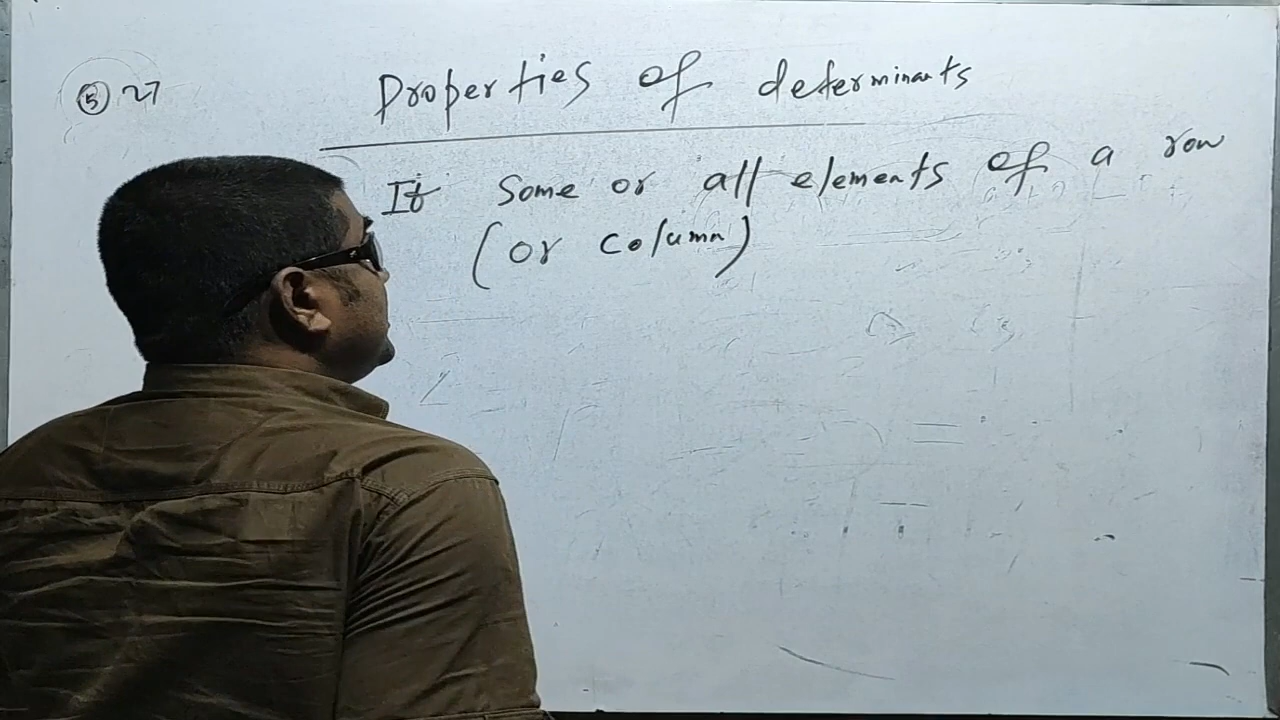 ⑤ 27
Properties of determinants
If some or all elements of a row
(or column)